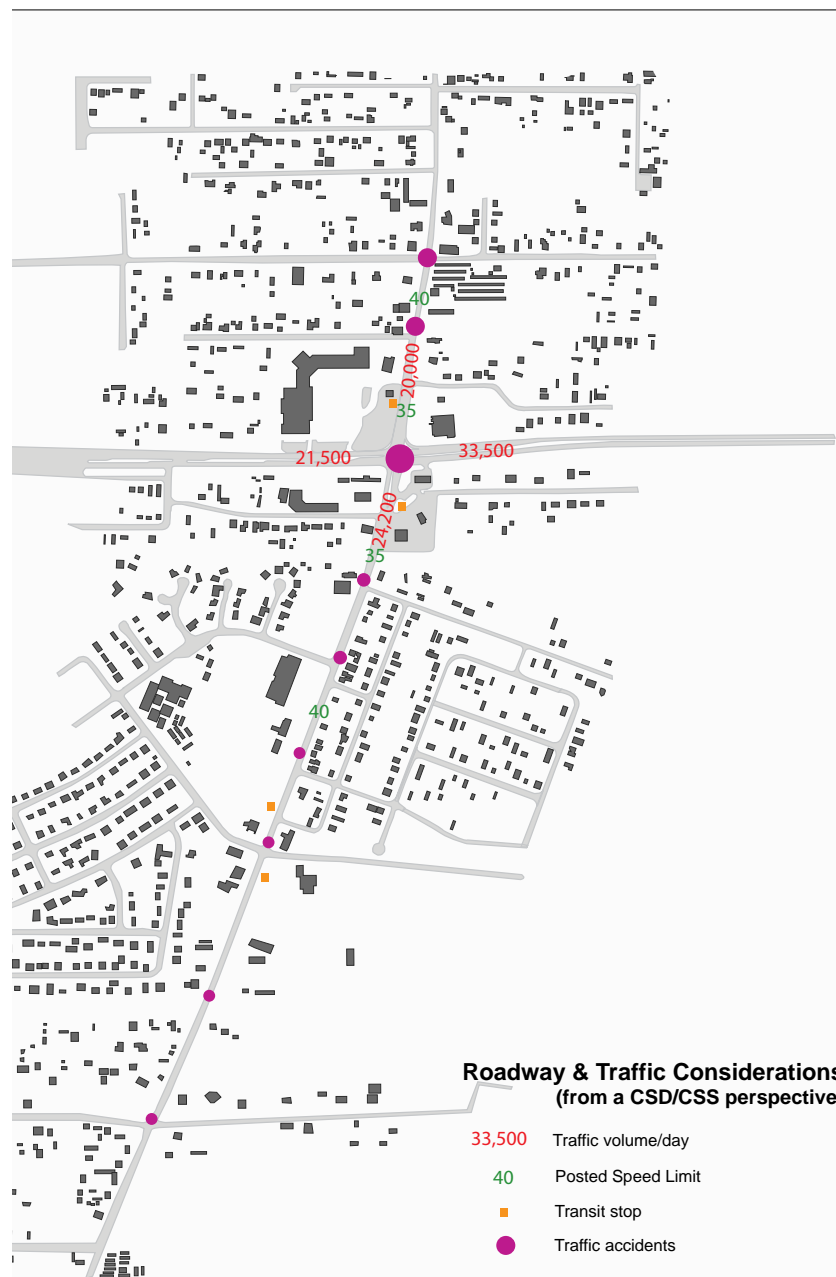 40
20,000
35
21,500
33,500
24,200
35
40
Roadway & Traffic Considerations
(from a CSD/CSS perspective
33,500 Traffic volume/day
40 Posted Speed Limit
Transit stop
Traffic accidents